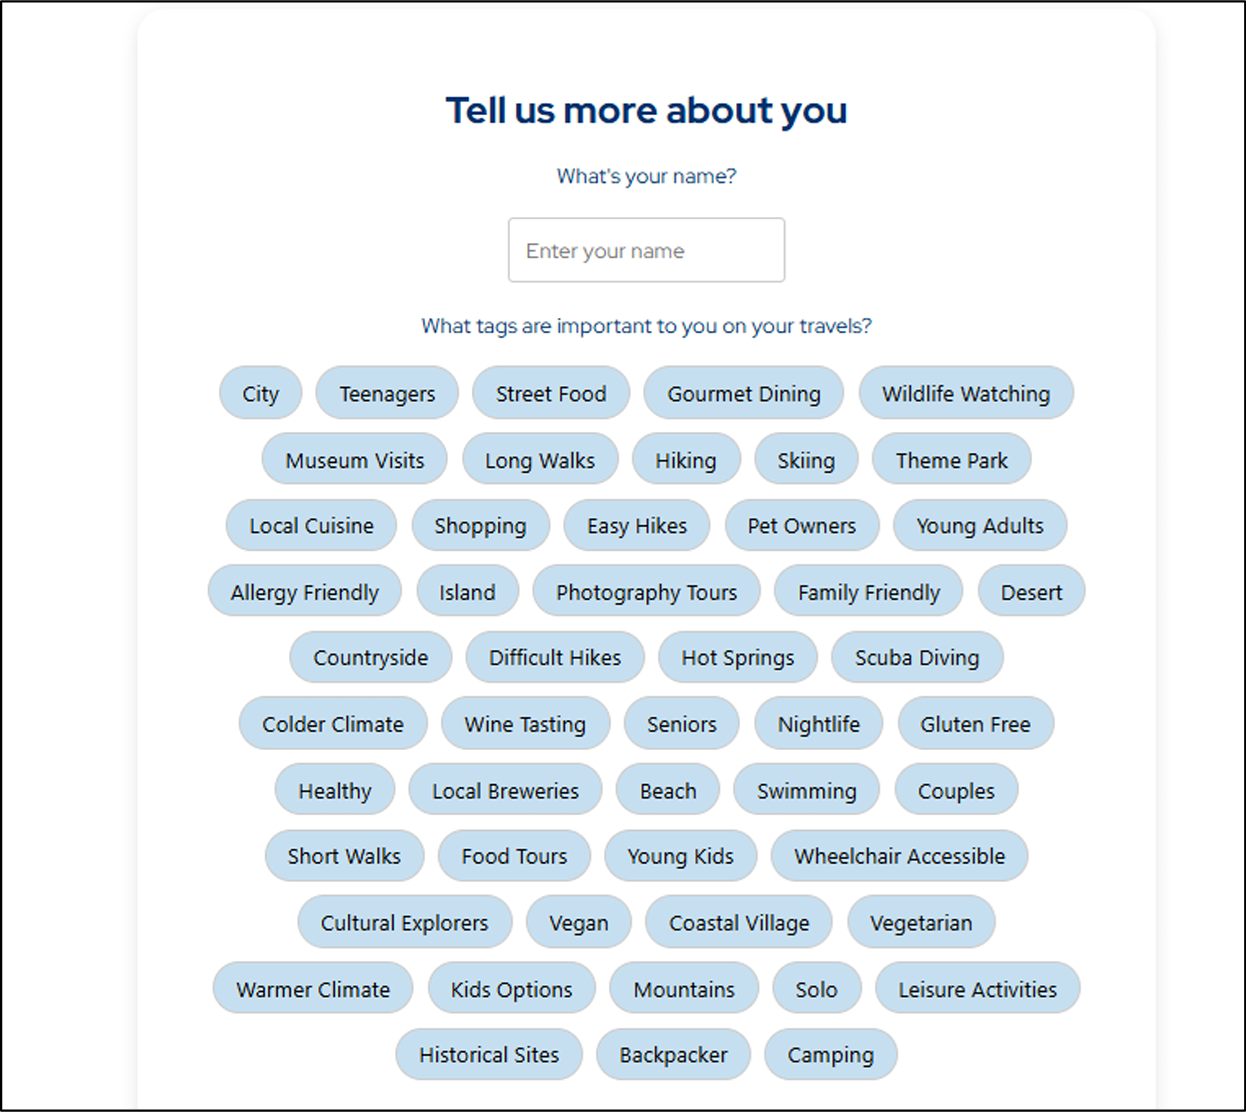 Tell us more about you
What's your name?
Enter your name
What tags are important to you on your travels?
City Teenagers Street Food Gourmet Dining Wildlife Watching
Museum Visits Long Walks Hiking Skiing Theme Park
Local Cuisine Shopping Easy Hikes Pet Owners Young Adults
Allergy Friendly Island Photography Tours Family Friendly Desert
Countryside Difficult Hikes Hot Springs Scuba Diving
Colder Climate Wine Tasting Seniors Nightlife Gluten Free
Healthy Local Breweries Beach Swimming Couples
Short Walks Food Tours Young Kids Wheelchair Accessible
Cultural Explorers Vegan Coastal Village Vegetarian
Warmer Climate Kids Options Mountains Solo Leisure Activities
Historical Sites Backpacker Camping